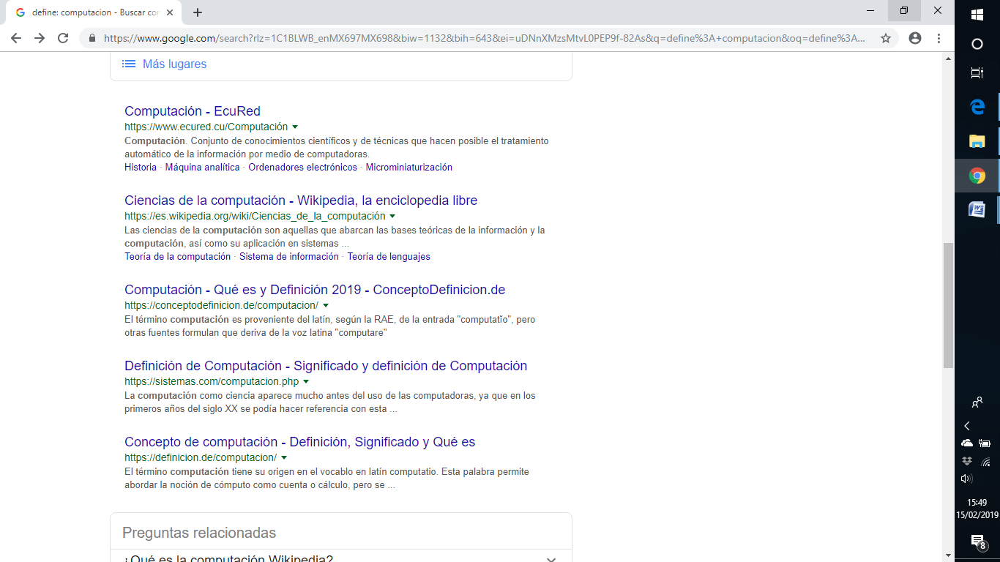 define: computacion - Buscar con
https://www.google.com/search?rlz=1C1BLWB_enMX697MX698&biw=1132&bih=643&ei=uDNnXMzsMtvL0PEP9f-82As&q=define%3A+computacion&oq=define%3A...
Más lugares
Computación - EcuRed
https://www.ecured.cu/Computación
Computación. Conjunto de conocimientos científicos y de técnicas que hacen posible el tratamiento
automático de la información por medio de computadoras.
Historia · Máquina analítica · Ordenadores electrónicos · Microminiaturización
Ciencias de la computación - Wikipedia, la enciclopedia libre
https://es.wikipedia.org/wiki/Ciencias_de_la_computación
Las ciencias de la computación son aquellas que abarcan las bases teóricas de la información y la
computación, así como su aplicación en sistemas ...
Teoría de la computación · Sistema de información · Teoría de lenguajes
Computación - Qué es y Definición 2019 - ConceptoDefinicion.de
https://conceptodefinicion.de/computacion/
El término computación es proveniente del latín, según la RAE, de la entrada "computatĭo", pero
otras fuentes formulan que deriva de la voz latina "computare"
Definición de Computación - Significado y definición de Computación
https://sistemas.com/computacion.php
La computación como ciencia aparece mucho antes del uso de las computadoras, ya que en los
primeros años del siglo XX se podía hacer referencia con esta ...
Concepto de computación - Definición, Significado y Qué es
https://definicion.de/computacion/
El término computación tiene su origen en el vocablo en latín computatio. Esta palabra permite
abordar la noción de cómputo como cuenta o cálculo, pero se ...
Preguntas relacionadas
¿Qué es la computación Wikipedia?
15:49
15/02/2019
8